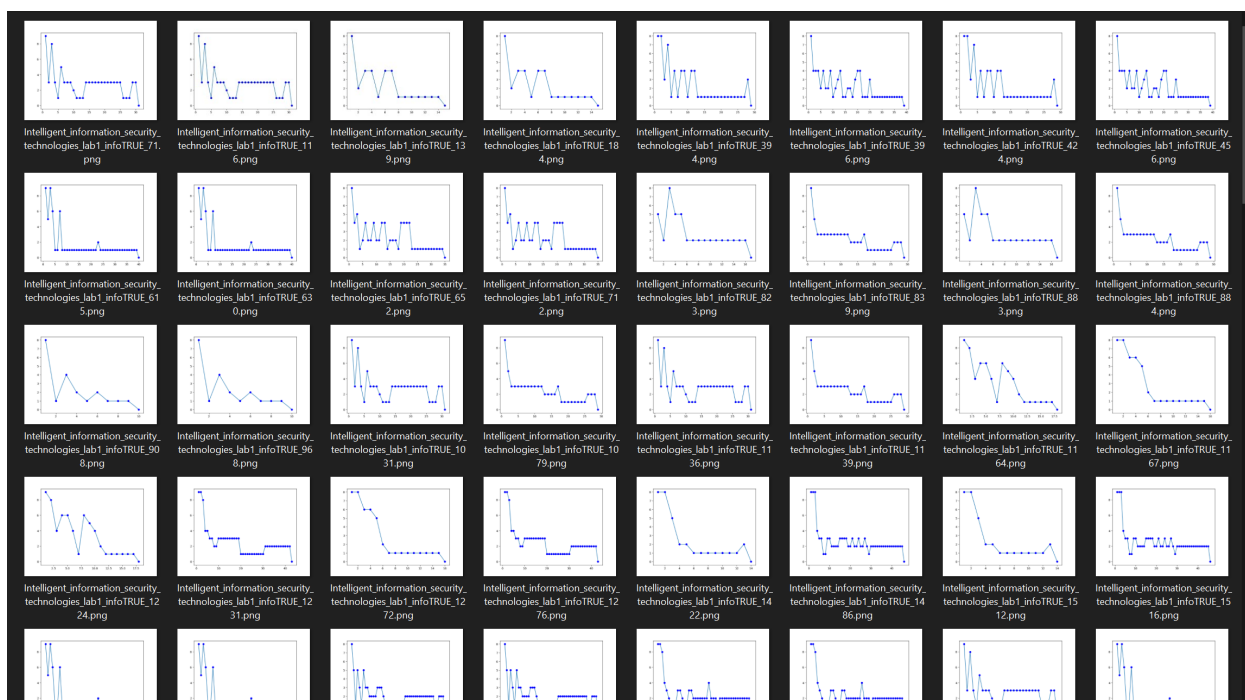 Intelligent_information_security_ Intelligent_information_security_ Intelligent_information_security_ Intelligent_information_security_ Intelligent_information_security_ Intelligent_information_security_ Intelligent_information_security_ Intelligent_information_security_
technologies_lab1_infoTRUE_71. technologies_lab1_infoTRUE_11 technologies_lab1_infoTRUE_13 technologies_lab1_infoTRUE_18 technologies_lab1_infoTRUE_39 technologies_lab1_infoTRUE_39 technologies_lab1_infoTRUE_42 technologies_lab1_infoTRUE_45
png 6.png 9.png 4.png 4.png 6.png 4.png 6.png
Intelligent_information_security_ Intelligent_information_security_ Intelligent_information_security_ Intelligent_information_security_ Intelligent_information_security_ Intelligent_information_security_ Intelligent_information_security_ Intelligent_information_security_
technologies_lab1_infoTRUE_61 technologies_lab1_infoTRUE_63 technologies_lab1_infoTRUE_65 technologies_lab1_infoTRUE_71 technologies_lab1_infoTRUE_82 technologies_lab1_infoTRUE_83 technologies_lab1_infoTRUE_88 technologies_lab1_infoTRUE_88
5.png 0.png 2.png 2.png 3.png 9.png 3.png 4.png
Intelligent_information_security_ Intelligent_information_security_ Intelligent_information_security_ Intelligent_information_security_ Intelligent_information_security_ Intelligent_information_security_ Intelligent_information_security_ Intelligent_information_security_
technologies_lab1_infoTRUE_90 technologies_lab1_infoTRUE_96 technologies_lab1_infoTRUE_10 technologies_lab1_infoTRUE_10 technologies_lab1_infoTRUE_11 technologies_lab1_infoTRUE_11 technologies_lab1_infoTRUE_11 technologies_lab1_infoTRUE_11
8.png 8.png 31.png 79.png 36.png 39.png 64.png 67.png
Intelligent_information_security_ Intelligent_information_security_ Intelligent_information_security_ Intelligent_information_security_ Intelligent_information_security_ Intelligent_information_security_ Intelligent_information_security_ Intelligent_information_security_
technologies_lab1_infoTRUE_12 technologies_lab1_infoTRUE_12 technologies_lab1_infoTRUE_12 technologies_lab1_infoTRUE_12 technologies_lab1_infoTRUE_14 technologies_lab1_infoTRUE_14 technologies_lab1_infoTRUE_15 technologies_lab1_infoTRUE_15
24.png 31.png 72.png 76.png 22.png 86.png 12.png 16.png